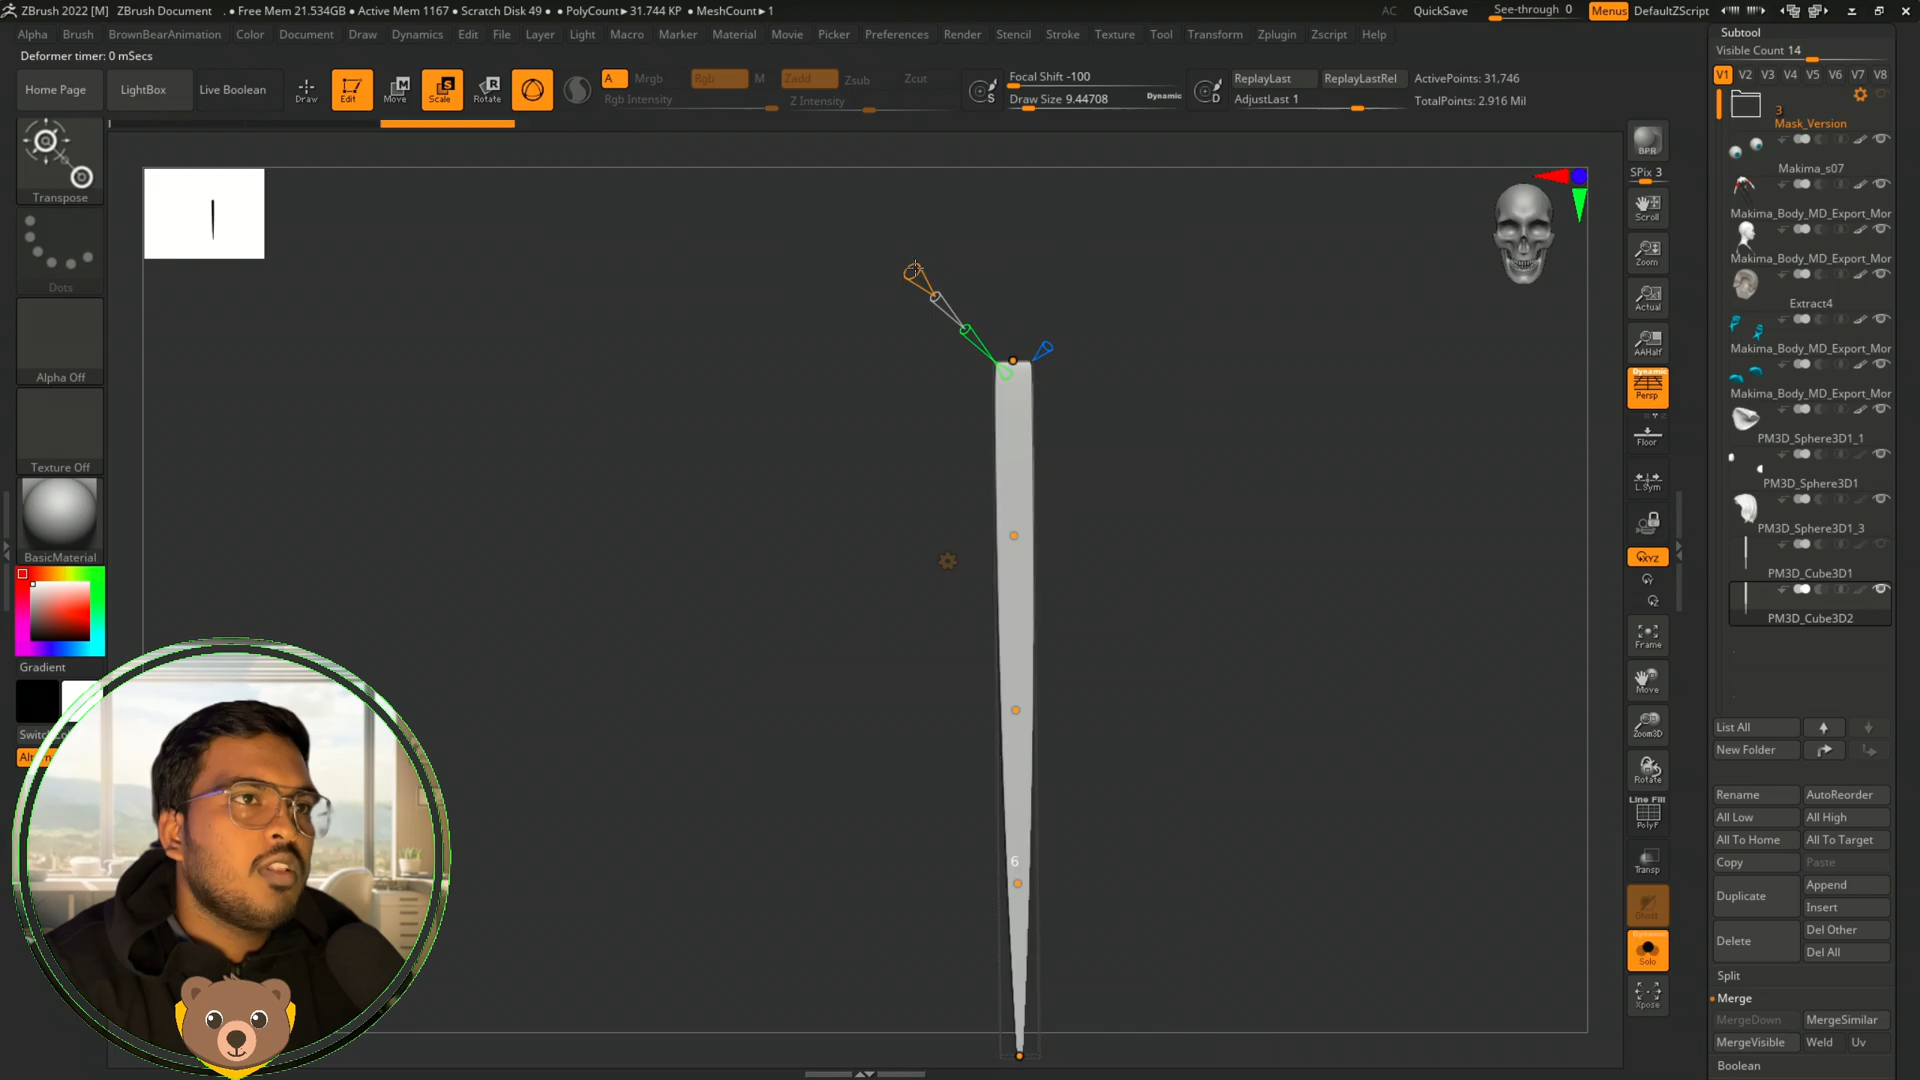 ZBrush 2022 [M] ZBrush Document . • Free Mem 21.534GB • Active Mem 1167 • Scratch Disk 49 • • PolyCount► 31.744 KP • MeshCount► 1 AC QuickSave See-through 0 Menus DefaultZScript
Alpha Brush BrownBearAnimation Color Document Draw Dynamics Edit File Layer Light Macro Marker Material Movie Picker Preferences Render Stencil Stroke Texture Tool Transform Zplugin Zscript Help
Deformer timer: 0 mSecs
Home Page LightBox Live Boolean Draw Edit Move Scale Rotate
A Mrgb Rgb M Zadd Zsub Zcut
Rgb Intensity Z Intensity
S Focal Shift -100
Draw Size 9.44708 Dynamic
D ReplayLast ReplayLastRel ActivePoints: 31,746
AdjustLast 1 TotalPoints: 2.916 Mil
Transpose
Dots
Alpha Off
Texture Off
BasicMaterial
Gradient
6
BPR
SPix 3
Scroll
Zoom
Actual
AAHalf
Dynamic
Persp
Floor
L.Sym
XYZ
Frame
Move
Zoom3D
Rotate
Line Fill
PolyF
Transp
Ghost
Dynamic
Solo
Xpose
Subtool
Visible Count 14
V1 V2 V3 V4 V5 V6 V7 V8
3
Mask_Version
Makima_s07
Makima_Body_MD_Export_Mor
Makima_Body_MD_Export_Mor
Extract4
Makima_Body_MD_Export_Mor
Makima_Body_MD_Export_Mor
PM3D_Sphere3D1_1
PM3D_Sphere3D1
PM3D_Sphere3D1_3
PM3D_Cube3D1
PM3D_Cube3D2
List All
New Folder
Rename AutoReorder
All Low All High
All To Home All To Target
Copy Paste
Duplicate Append
Insert
Delete Del Other
Del All
Split
Merge
MergeDown MergeSimilar
MergeVisible Weld Uv
Boolean